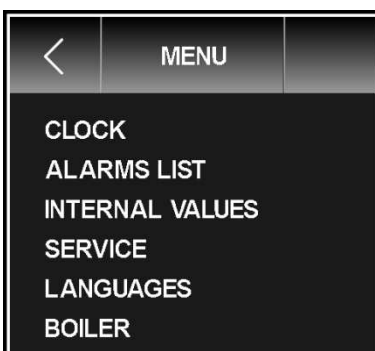 MENU
CLOCK
ALARMS LIST
INTERNAL VALUES
SERVICE
LANGUAGES
BOILER